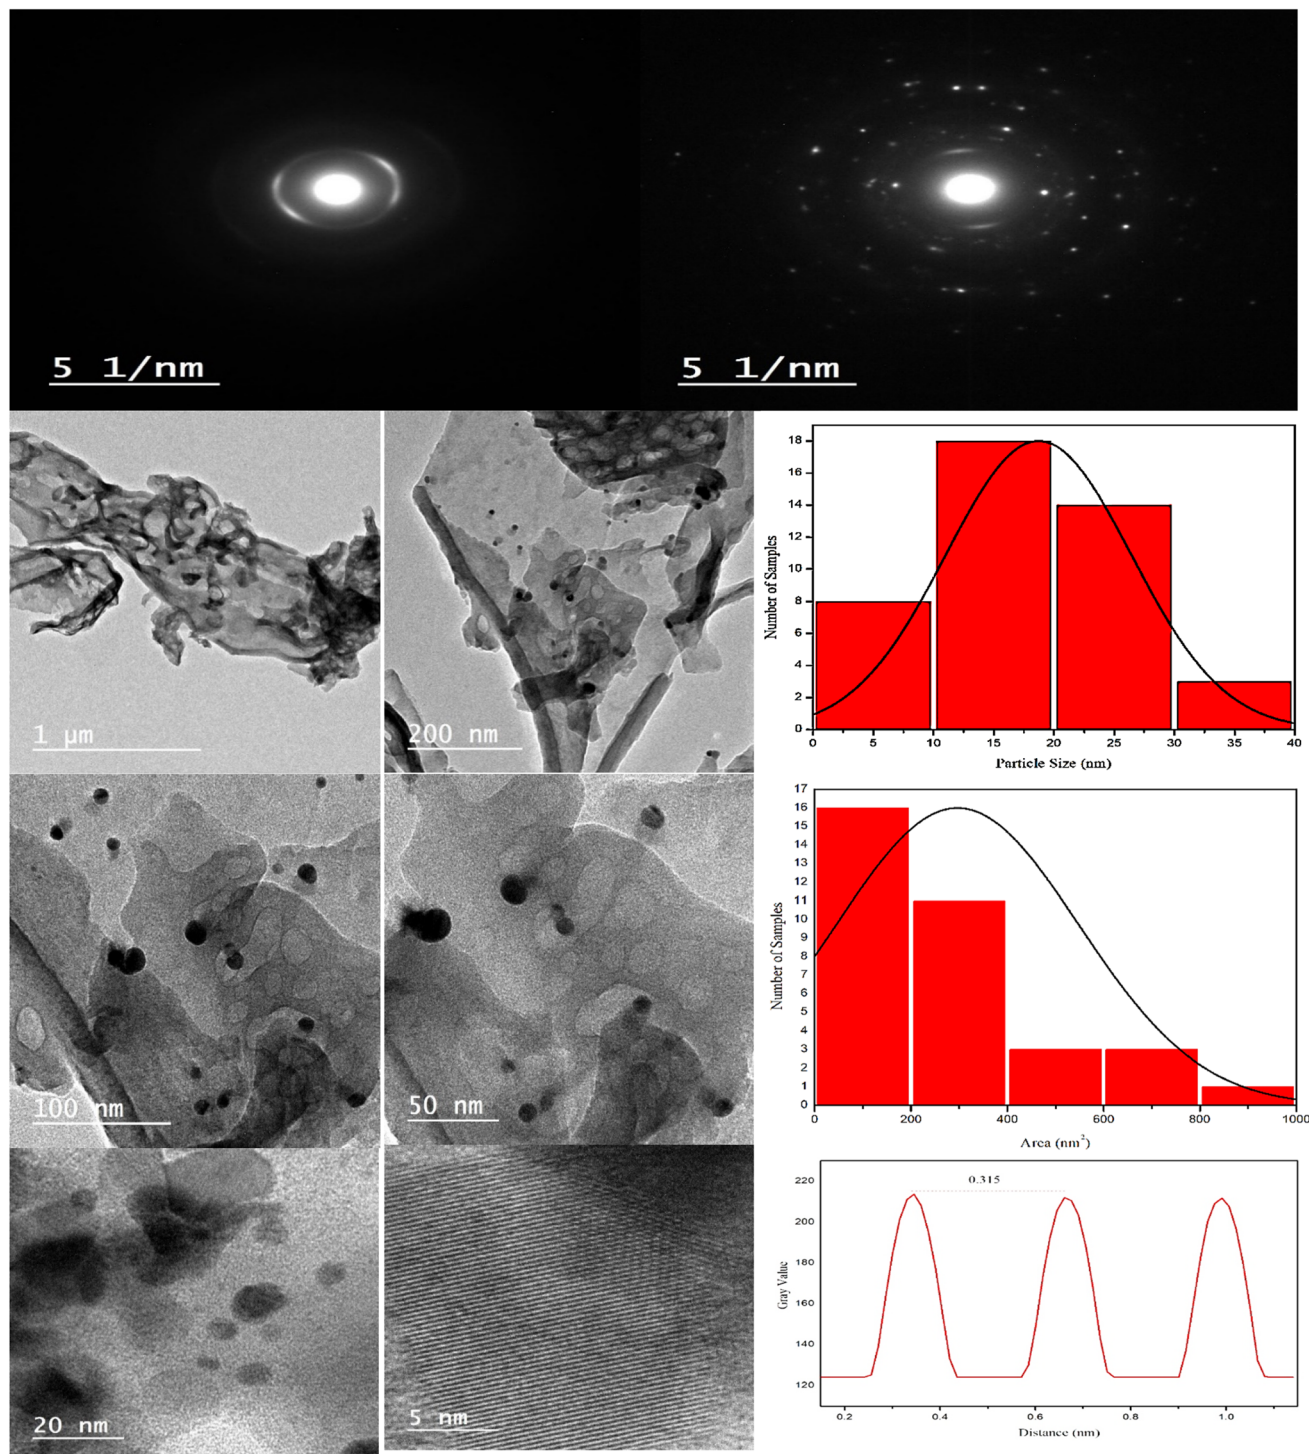 5 1/nm
5 1/nm
1 µm
200 nm
Number of Samples
18
16
14
12
10
8
6
4
2
0
0 5 10 15 20 25 30 35 40
Particle Size (nm)
100 nm
50 nm
Number of Samples
17
16
15
14
13
12
11
10
9
8
7
6
5
4
3
2
1
0
0 200 400 600 800 1000
Area (nm²)
20 nm
5 nm
0.315
Gray Value
220
200
180
160
140
120
0.2 0.4 0.6 0.8 1.0
Distance (nm)